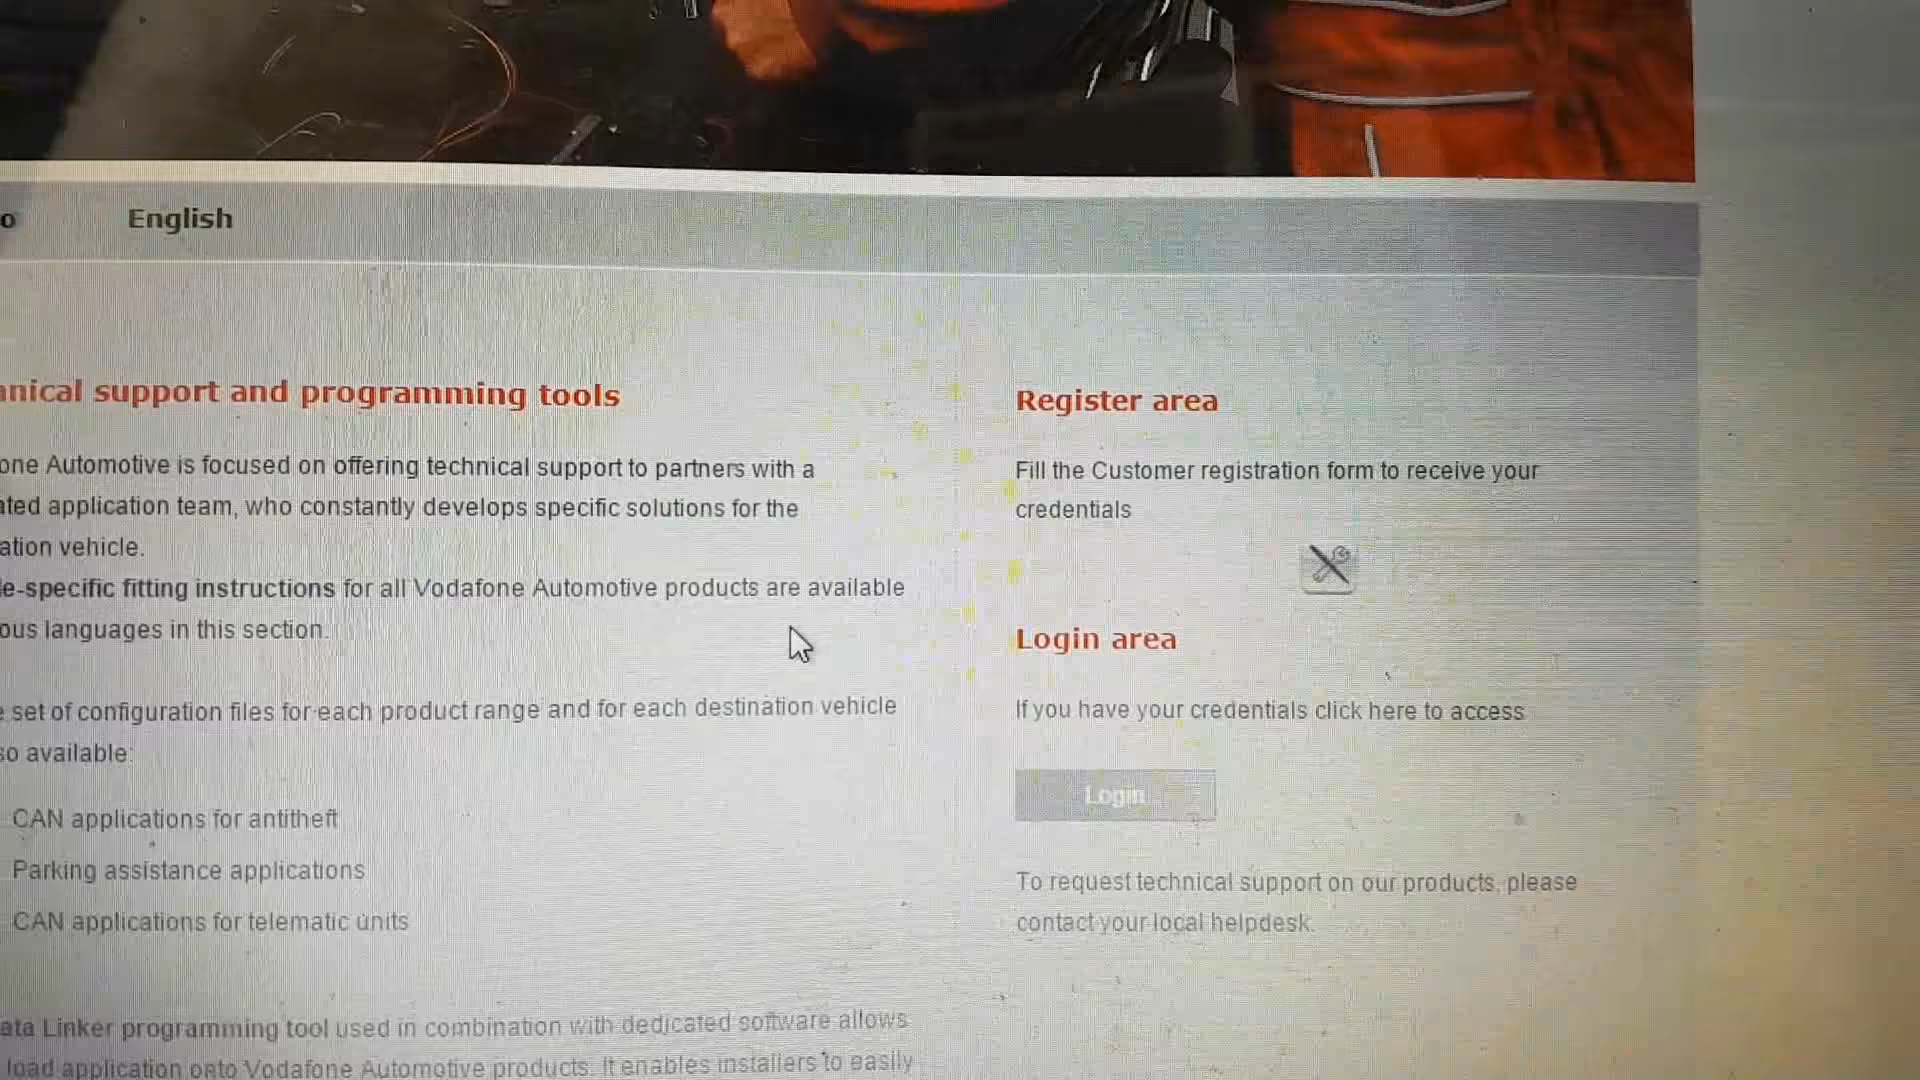 o English
nical support and programming tools
one Automotive is focused on offering technical support to partners with a
ated application team, who constantly develops specific solutions for the
ation vehicle.
e-specific fitting instructions for all Vodafone Automotive products are available
ous languages in this section.
e set of configuration files for each product range and for each destination vehicle
so available:
CAN applications for antitheft
Parking assistance applications
CAN applications for telematic units
ata Linker programming tool used in combination with dedicated software allows
load application onto Vodafone Automotive products. It enables installers to easily
Register area
Fill the Customer registration form to receive your
credentials
Login area
If you have your credentials click here to access
Login
To request technical support on our products, please
contact your local helpdesk.